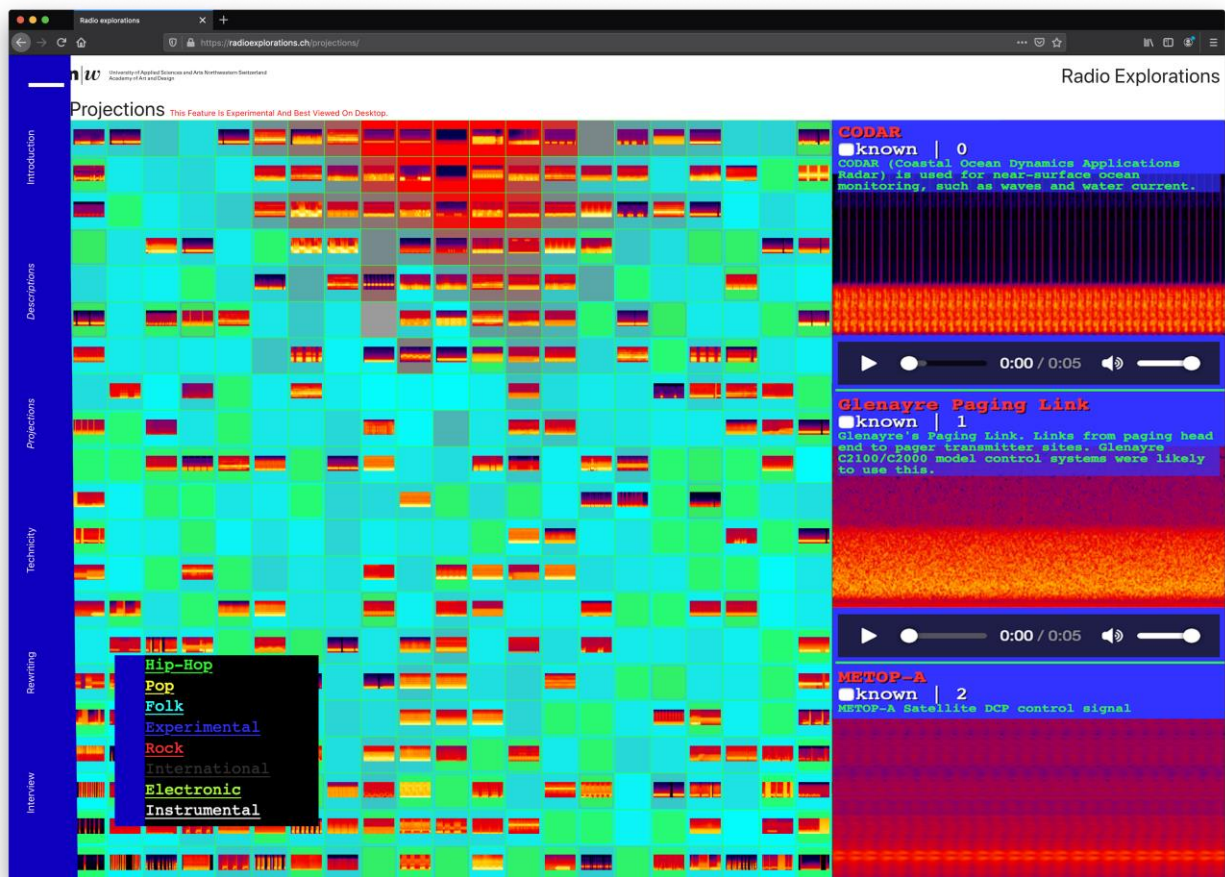 Radio explorations
https://radioexplorations.ch/projections/
n|w University of Applied Sciences and Arts Northwestern Switzerland
Academy of Art and Design
Radio Explorations
Projections This Feature Is Experimental And Best Viewed On Desktop.
Introduction
Descriptions
Projections
Technicity
Rewriting
Interview
Hip-Hop
Pop
Folk
Experimental
Rock
International
Electronic
Instrumental
CODAR
known | 0
CODAR (Coastal Ocean Dynamics Applications
Radar) is used for near-surface ocean
monitoring, such as waves and water current.
0:00 / 0:05
Glenayre Paging Link
known | 1
Glenayre's Paging Link. Links from paging head
end to pager transmitter sites. Glenayre
C2100/C2000 model control systems were likely
to use this.
0:00 / 0:05
METOP-A
known | 2
METOP-A Satellite DCP control signal